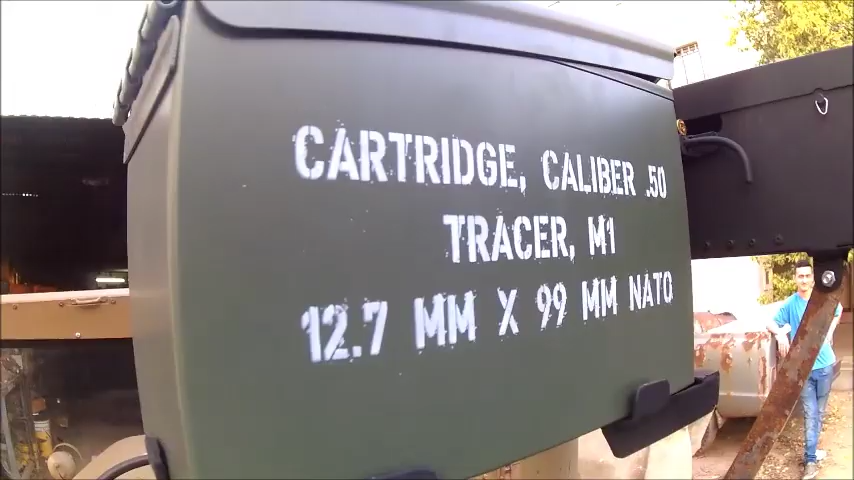 CARTRIDGE, CALIBER .50
TRACER, M1
12.7 MM X 99 MM NATO